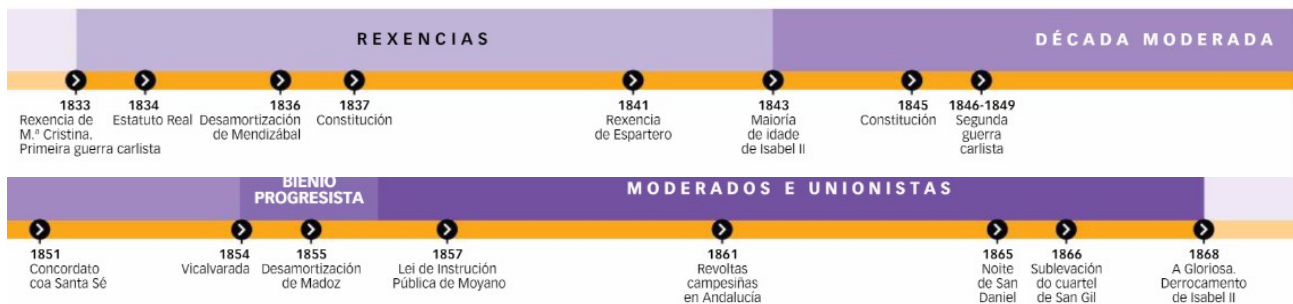 REXENCIAS
DÉCADA MODERADA
1833
Rexencia de
M.ª Cristina.
Primeira guerra carlista
1834
Estatuto Real
1836
Desamortización
de Mendizábal
1837
Constitución
1841
Rexencia
de Espartero
1843
Maioría
de idade
de Isabel II
1845
Constitución
1846-1849
Segunda
guerra
carlista
BIENIO
PROGRESISTA
MODERADOS E UNIONISTAS
1851
Concordato
coa Santa Sé
1854
Vicalvarada
1855
Desamortización
de Madoz
1857
Lei de Instrución
Pública de Moyano
1861
Revoltas
campesiñas
en Andalucía
1865
Noite
de San
Daniel
1866
Sublevación
do cuartel
de San Gil
1868
A Gloriosa.
Derrocamento
de Isabel II